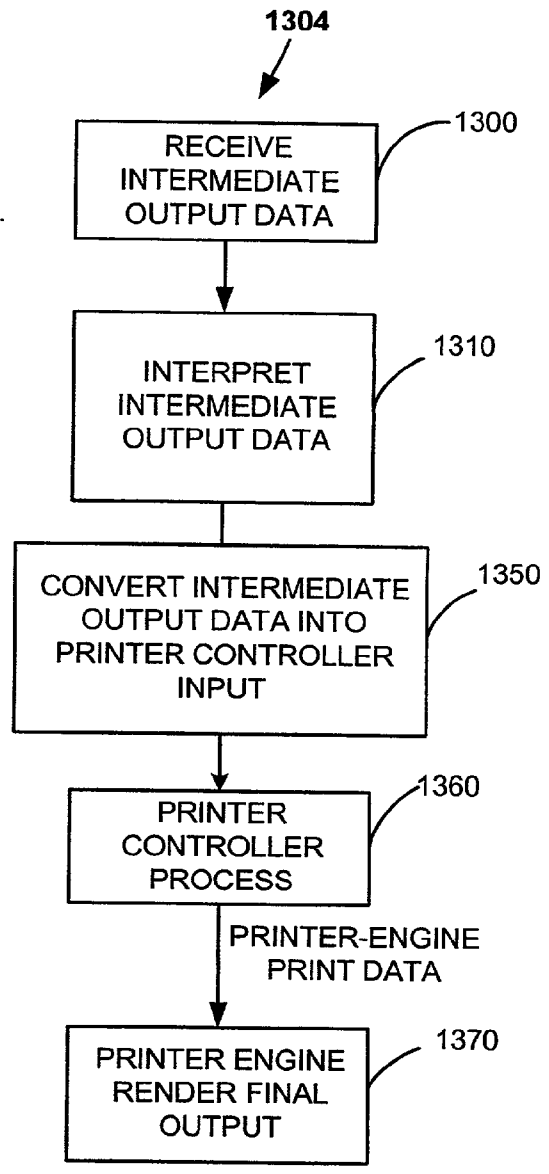 1304
1300
RECEIVE
INTERMEDIATE
OUTPUT DATA
1310
INTERPRET
INTERMEDIATE
OUTPUT DATA
1350
CONVERT INTERMEDIATE
OUTPUT DATA INTO
PRINTER CONTROLLER
INPUT
1360
PRINTER
CONTROLLER
PROCESS
PRINTER-ENGINE
PRINT DATA
1370
PRINTER ENGINE
RENDER FINAL
OUTPUT